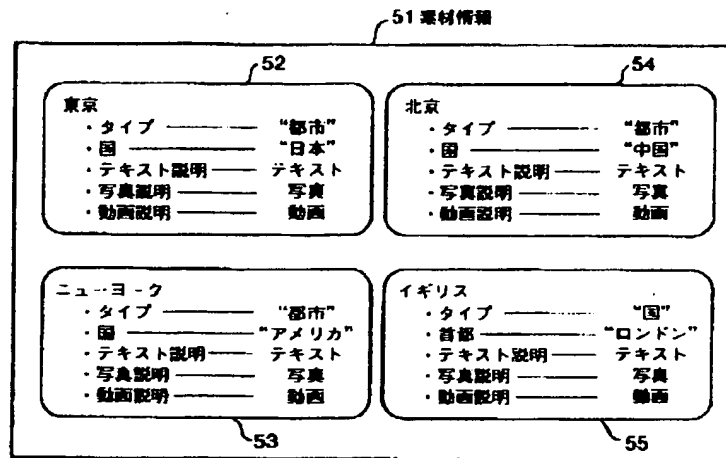 51 素材情報
52
東京
・タイプ ――― “都市”
・国 ――― “日本”
・テキスト説明 ― テキスト
・写真説明 ――― 写真
・動画説明 ――― 動画
54
北京
・タイプ ――― “都市”
・国 ――― “中国”
・テキスト説明 ― テキスト
・写真説明 ――― 写真
・動画説明 ――― 動画
ニューヨーク
・タイプ ――― “都市”
・国 ――― “アメリカ”
・テキスト説明 ― テキスト
・写真説明 ――― 写真
・動画説明 ――― 動画
53
イギリス
・タイプ ――― “国”
・首都 ――― “ロンドン”
・テキスト説明 ― テキスト
・写真説明 ――― 写真
・動画説明 ――― 動画
55